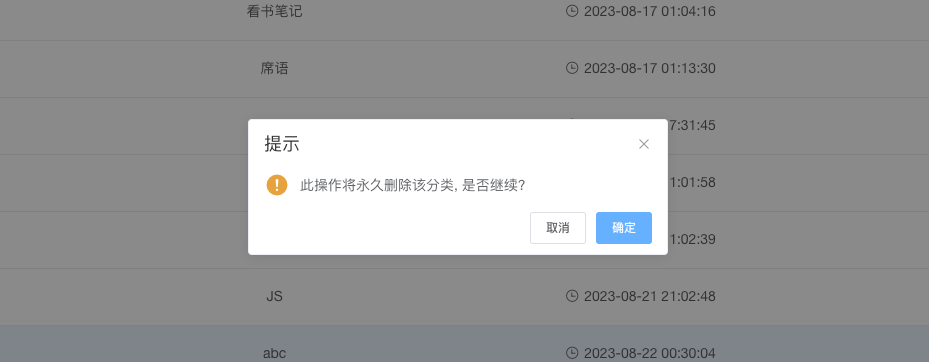 看书笔记 2023-08-17 01:04:16
席语 2023-08-17 01:13:30
7:31:45
提示
此操作将永久删除该分类, 是否继续?
1:01:58
取消 确定
1:02:39
JS 2023-08-21 21:02:48
abc 2023-08-22 00:30:04